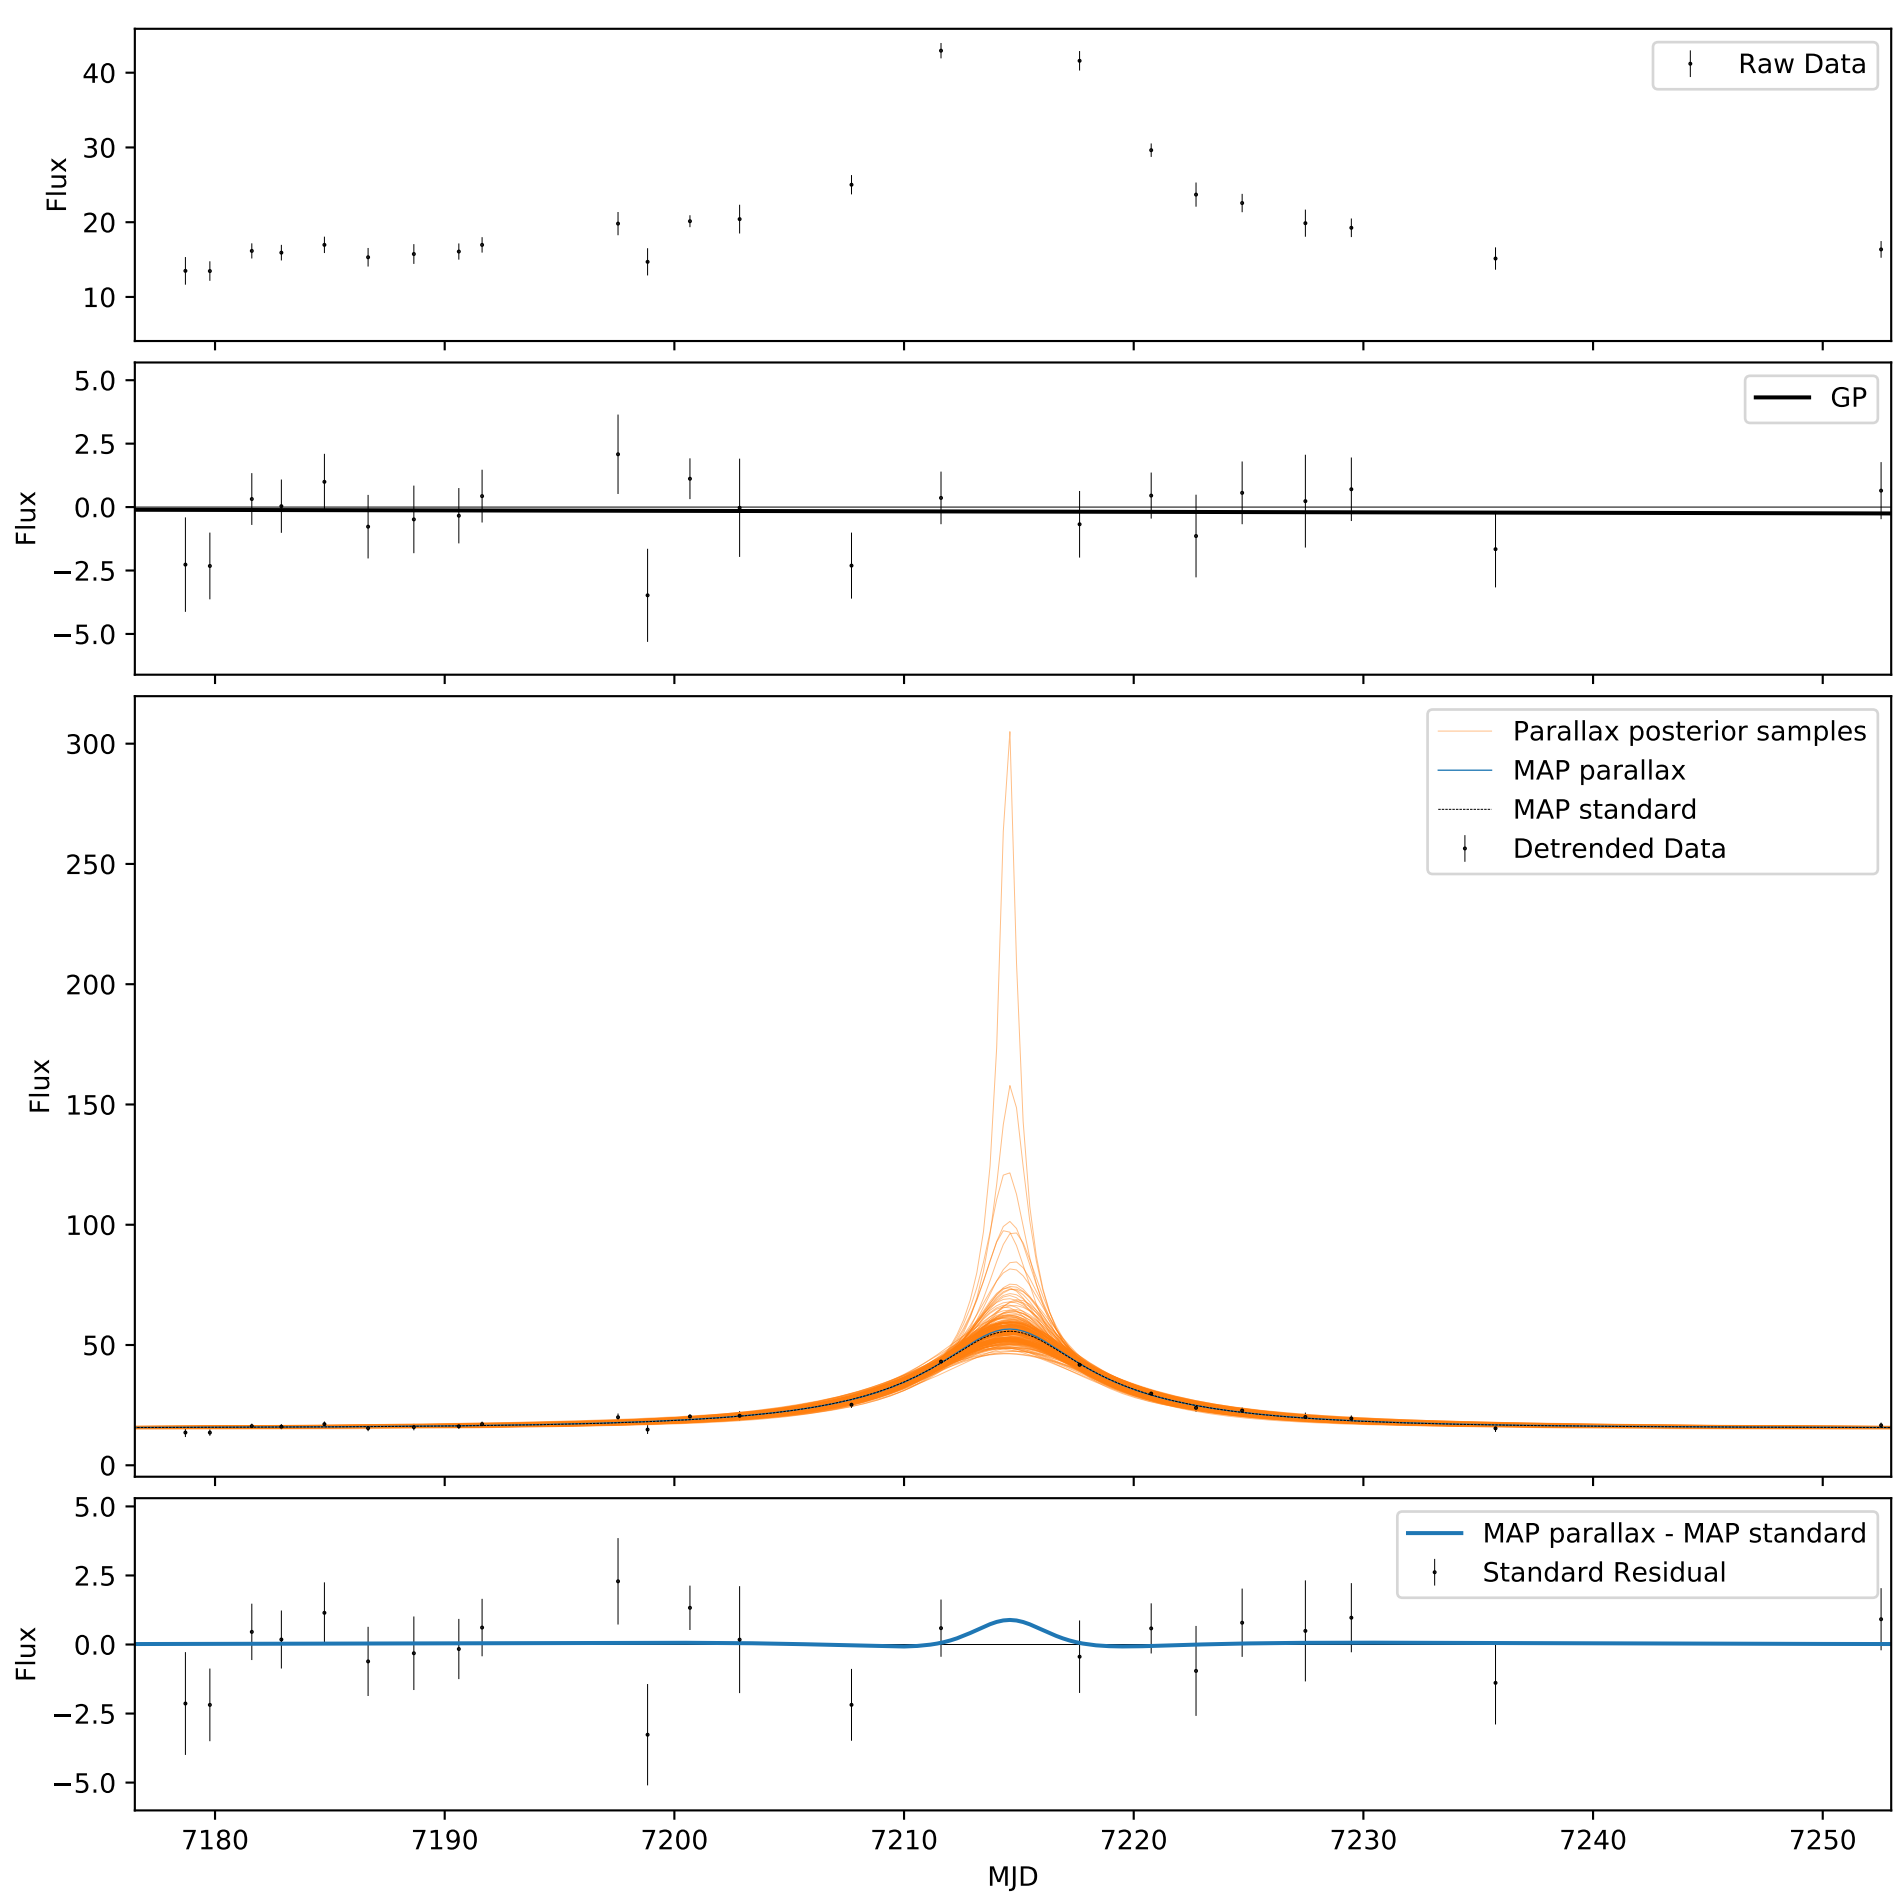 40
30
20
10
Flux
Raw Data
5.0
2.5
0.0
−2.5
−5.0
Flux
GP
300
250
200
150
100
50
0
Flux
Parallax posterior samples
MAP parallax
MAP standard
Detrended Data
5.0
2.5
0.0
−2.5
−5.0
Flux
MAP parallax - MAP standard
Standard Residual
7180 7190 7200 7210 7220 7230 7240 7250
MJD